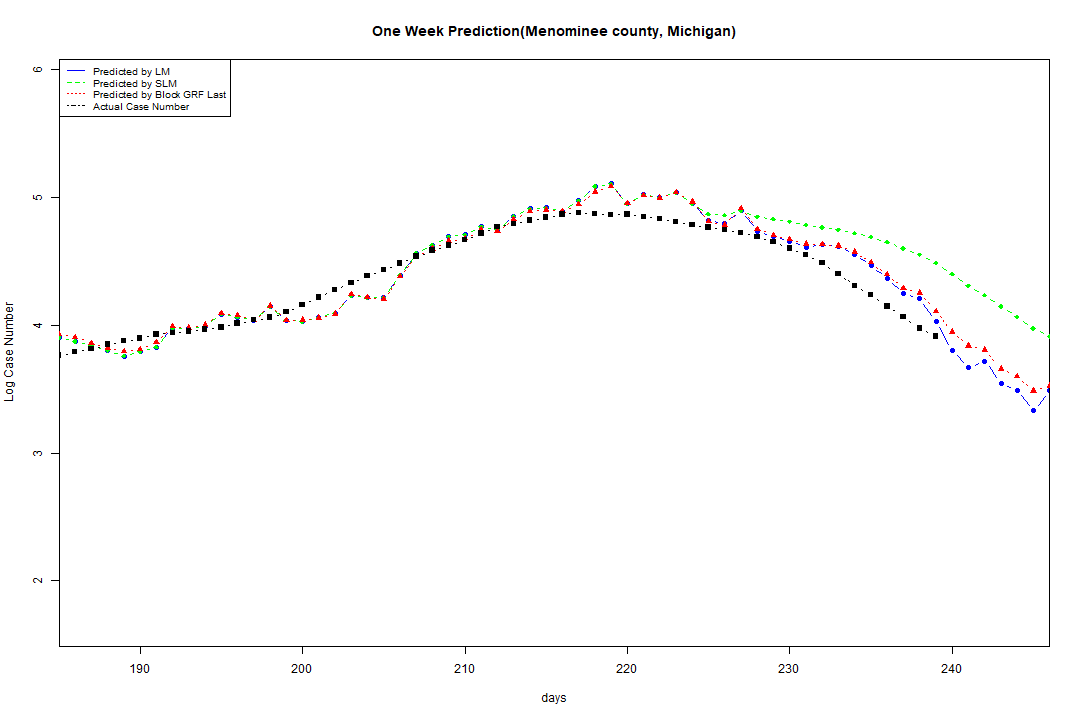 One Week Prediction(Menominee county, Michigan)
Predicted by LM
Predicted by SLM
Predicted by Block GRF Last
Actual Case Number
6
5
4
3
2
Log Case Number
190 200 210 220 230 240
days